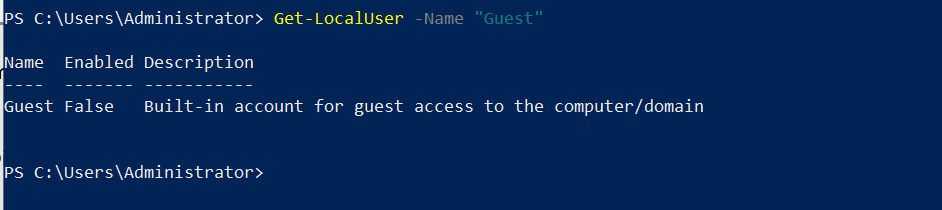 PS C:\Users\Administrator> Get-LocalUser -Name "Guest"
Name  Enabled Description
----  ------- -----------
Guest False   Built-in account for guest access to the computer/domain
PS C:\Users\Administrator>